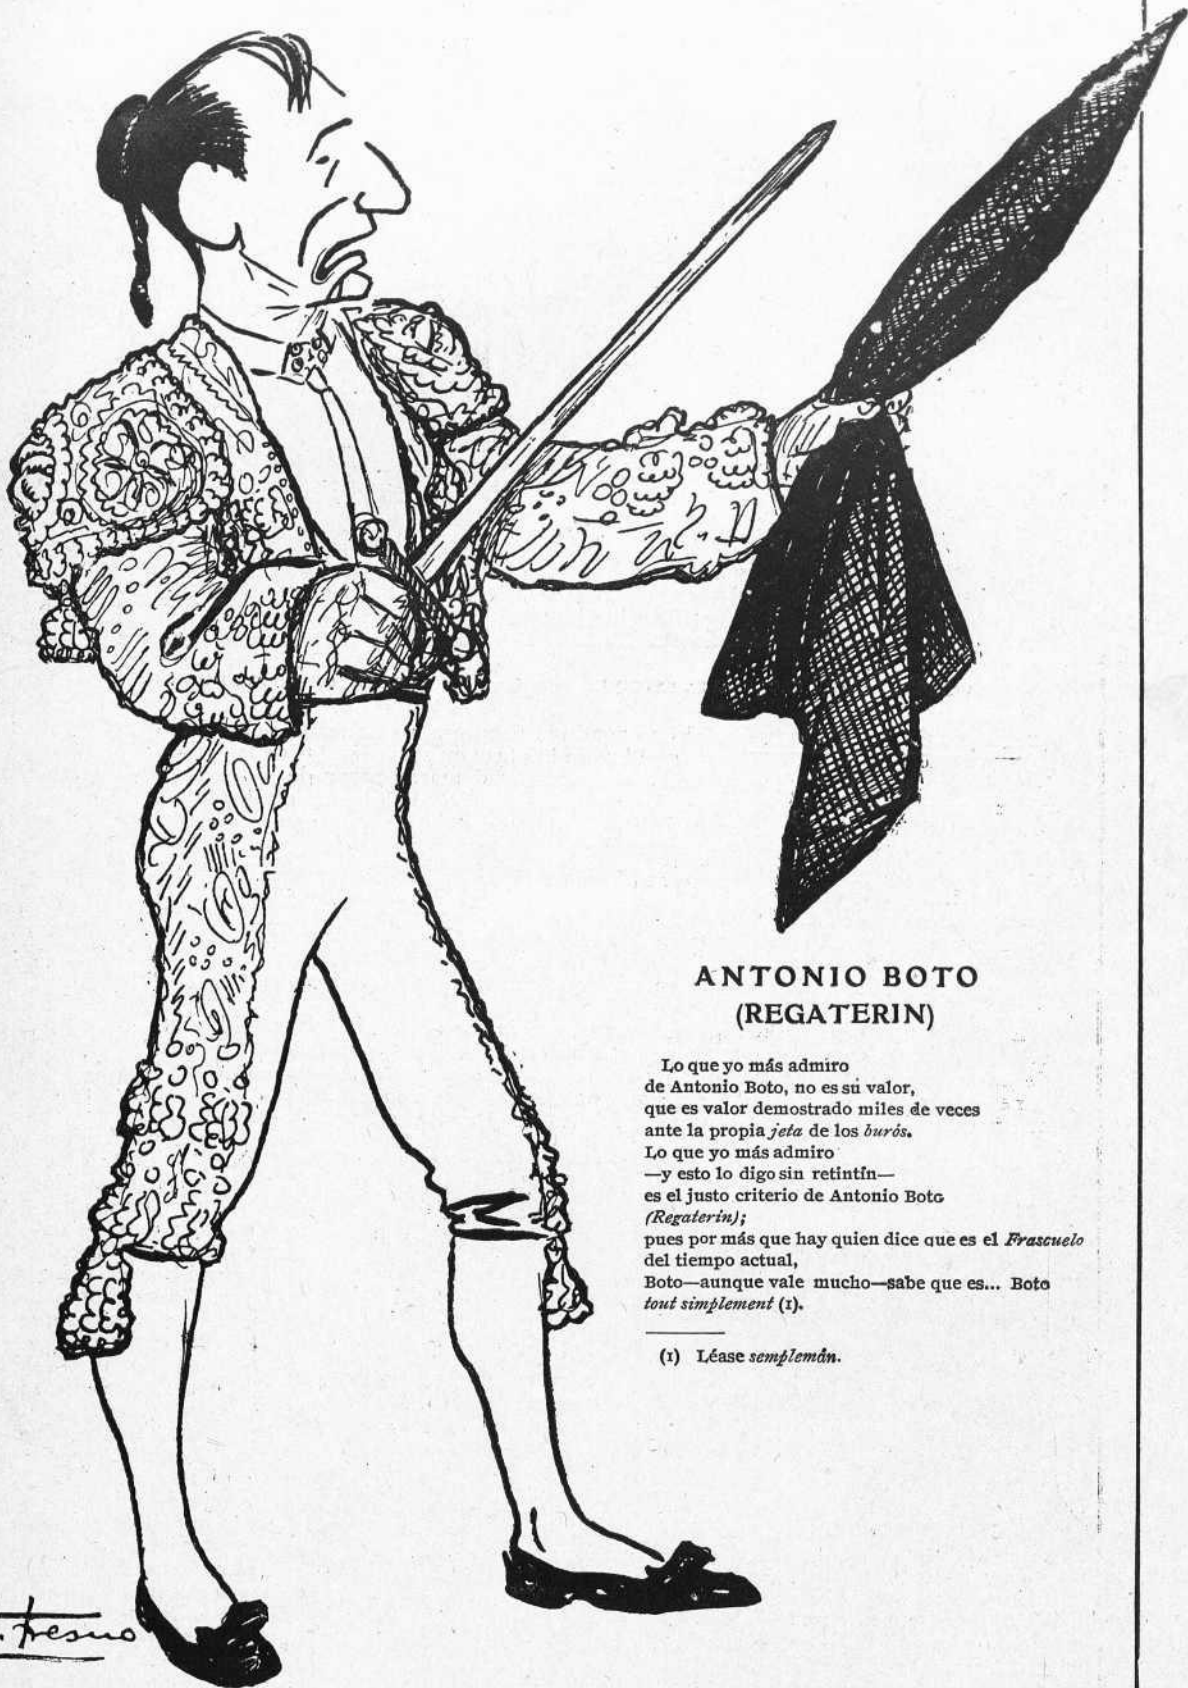 ANTONIO BOTO
(REGATERIN)
Lo que yo más admiro
de Antonio Boto, no es su valor,
que es valor demostrado miles de veces
ante la propia jeta de los burós.
Lo que yo más admiro
—y esto lo digo sin retintín—
es el justo criterio de Antonio Boto
(Regaterin);
pues por más que hay quien dice que es el Frascuelo
del tiempo actual,
Boto—aunque vale mucho—sabe que es... Boto
tout simplement (1).
(1) Léase semplemán.
Fresno